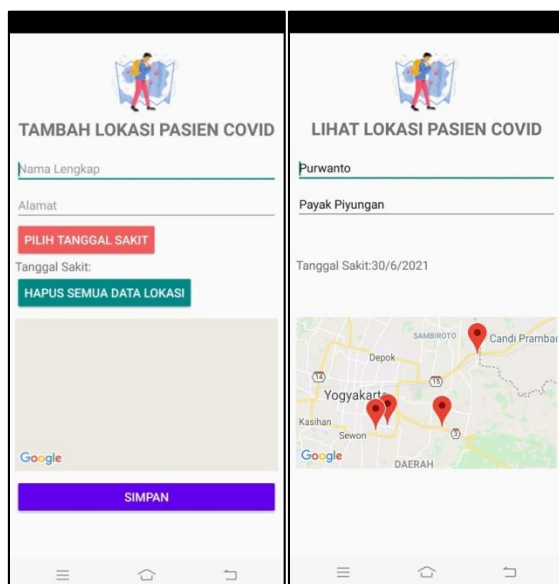 TAMBAH LOKASI PASIEN COVID
Nama Lengkap
Alamat
PILIH TANGGAL SAKIT
Tanggal Sakit:
HAPUS SEMUA DATA LOKASI
Google
SIMPAN
LIHAT LOKASI PASIEN COVID
Purwanto
Payak Piyungan
Tanggal Sakit:30/6/2021
SAMBIROTO
Candi Prambar
Depok
14
15
Yogyakarta
Kasihan
Sewon
3
Google
DAERAH